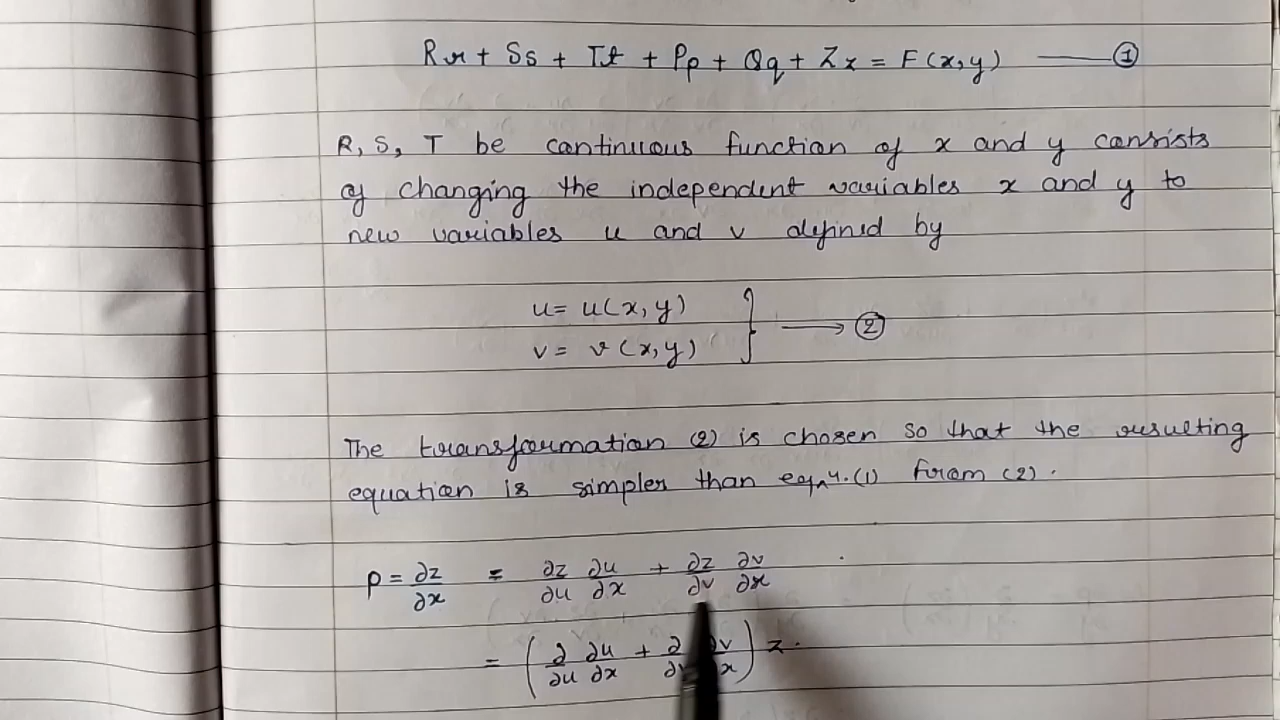 Rr + Ss + Tt + Pp + Qq + Zz = F(x,y) —— ①
R, S, T be continuous function of x and y consists
of changing the independent variables x and y to
new variables u and v defined by
u = u(x, y)
v = v(x, y) } ⟶ ②
The transformation (2) is chosen so that the resulting
equation is simpler than eqn (1) from (2).
p = ∂z/∂x = ∂z/∂u ∂u/∂x + ∂z/∂v ∂v/∂x
= (∂/∂u ∂u/∂x + ∂/∂v ∂v/∂x) z.